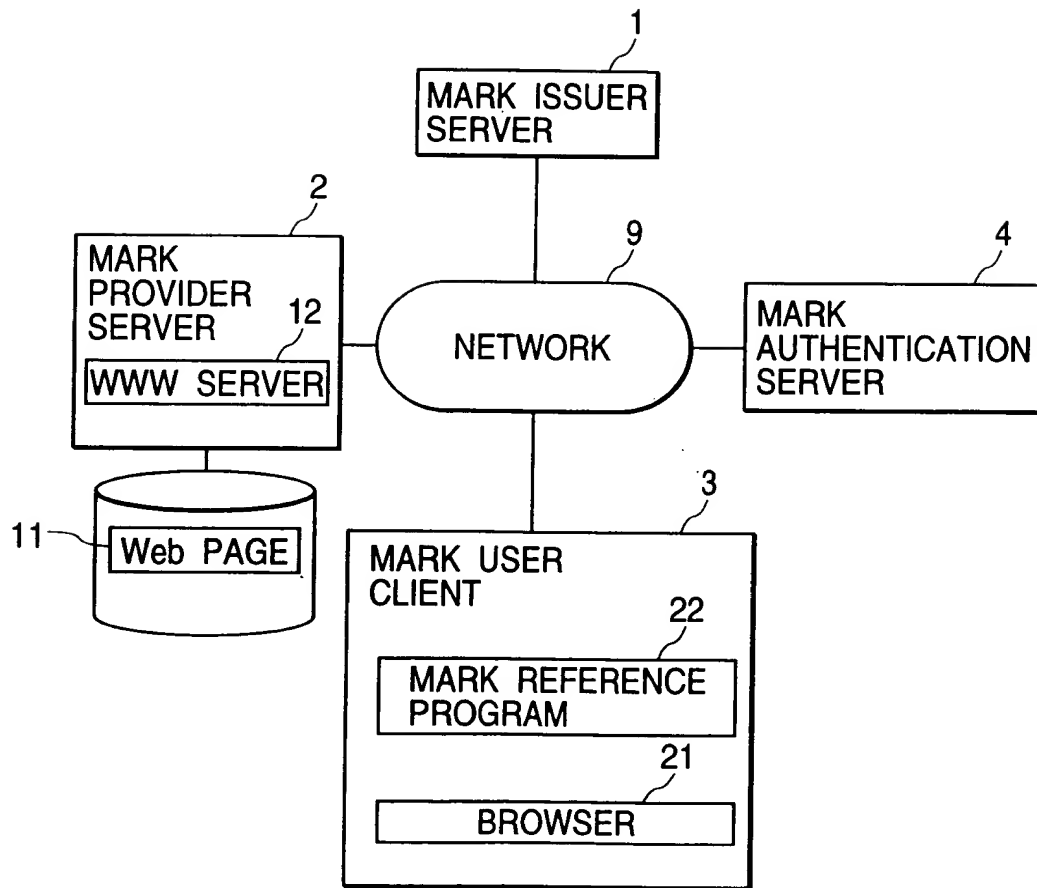 1
MARK ISSUER
SERVER
2
MARK
PROVIDER
SERVER
12
WWW SERVER
9
NETWORK
4
MARK
AUTHENTICATION
SERVER
11
Web PAGE
3
MARK USER
CLIENT
22
MARK REFERENCE
PROGRAM
21
BROWSER